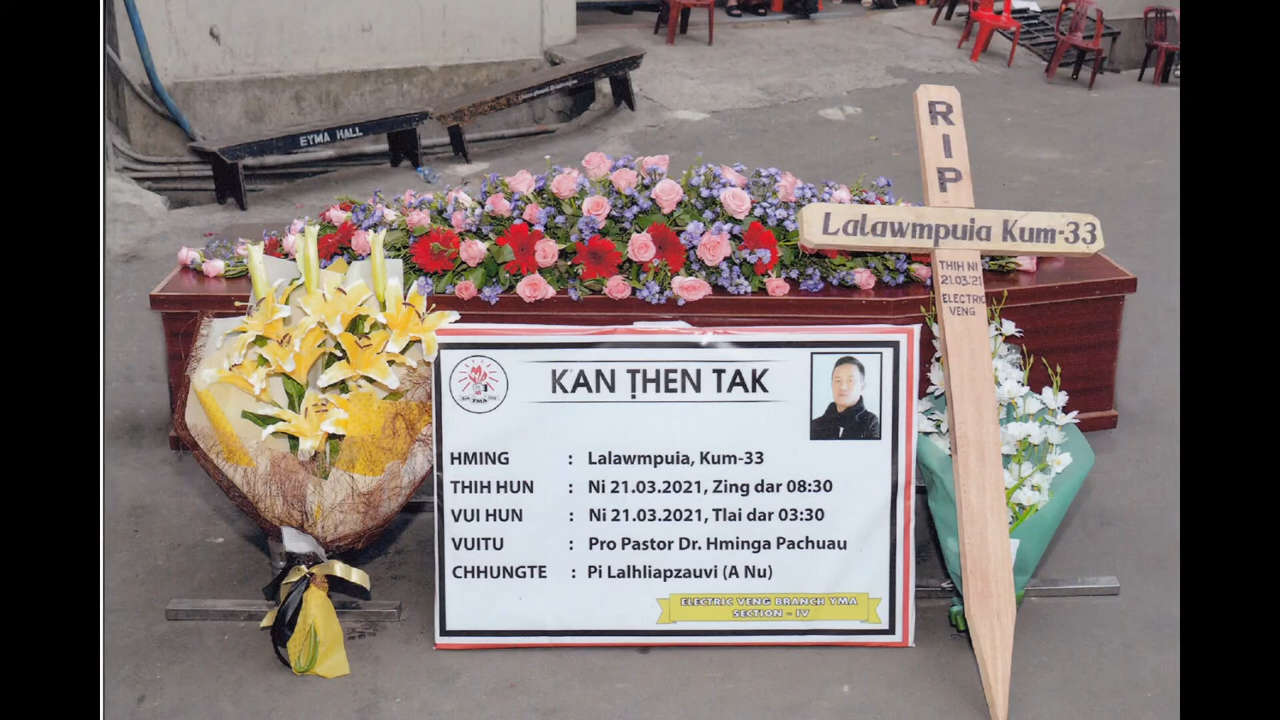 EYMA HALL
RIP
Lalawmpuia Kum-33
THIH NI
21.03.'21
ELECTRIC
VENG
KAN ṬHEN TAK
YMA
HMING : Lalawmpuia, Kum-33
THIH HUN : Ni 21.03.2021, Zing dar 08:30
VUI HUN : Ni 21.03.2021, Tlai dar 03:30
VUITU : Pro Pastor Dr. Hminga Pachuau
CHHUNGTE : Pi Lalhliapzauvi (A Nu)
ELECTRIC VENG BRANCH YMA
SECTION - IV